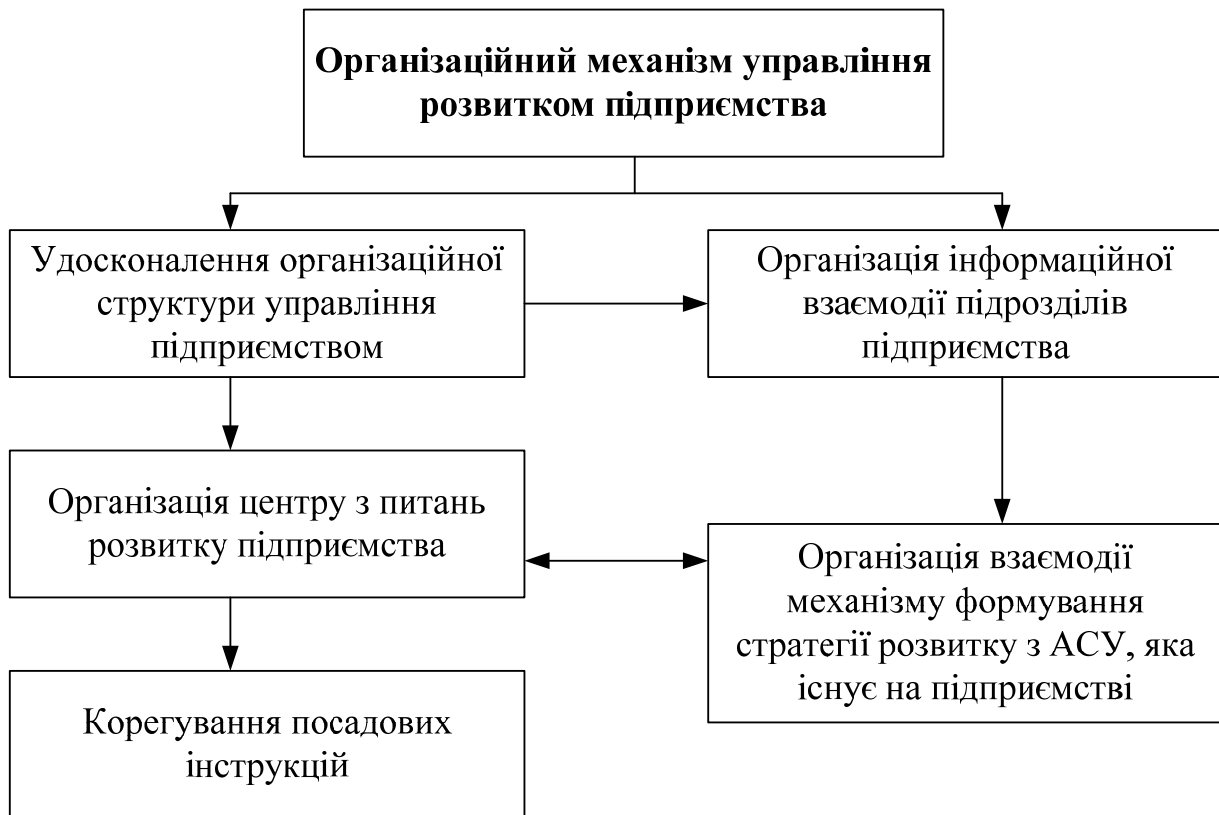 Організаційний механізм управління
розвитком підприємства
Удосконалення організаційної
структури управління
підприємством
Організація інформаційної
взаємодії підрозділів
підприємства
Організація центру з питань
розвитку підприємства
Організація взаємодії
механізму формування
стратегії розвитку з АСУ, яка
існує на підприємстві
Корегування посадових
інструкцій